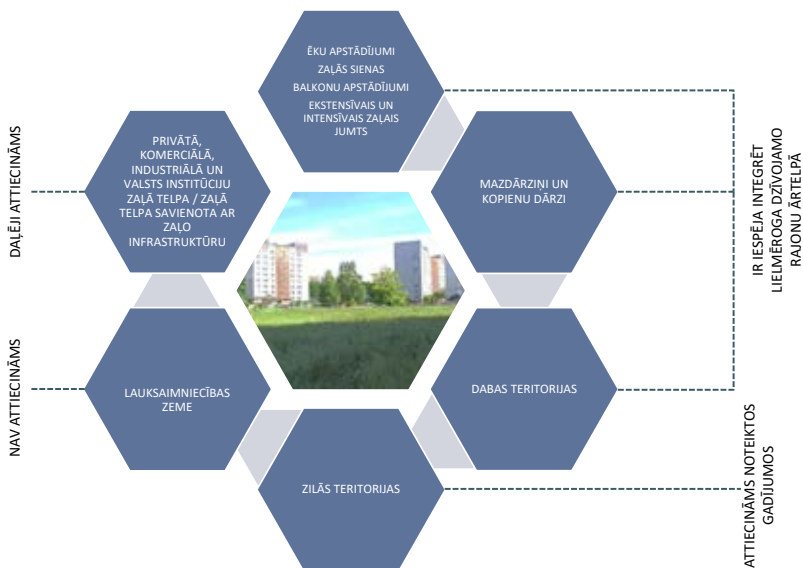 ĒKU APSTĀDĪJUMI
ZAĻĀS SIENAS
BALKONU APSTĀDĪJUMI
EKSTENSĪVAIS UN
INTENSĪVAIS ZAĻAIS
JUMTS
PRIVĀTĀ,
KOMERCIĀLĀ,
INDUSTRIĀLĀ UN
VALSTS INSTITŪCIJU
ZAĻĀ TELPA / ZAĻĀ
TELPA SAVIENOTA AR
ZAĻO
INFRASTRUKTŪRU
MAZDĀRZIŅI UN
KOPIENU DĀRZI
LAUKSAIMNIECĪBAS
ZEME
DABAS TERITORIJAS
ZILĀS TERITORIJAS
DAĻĒJI ATTIECINĀMS
NAV ATTIECINĀMS
IR IESPĒJA INTEGRĒT
LIELMĒROGA DZĪVOJAMO
RAJONU ĀRTELPĀ
ATTIECINĀMS NOTEIKTOS
GADĪJUMOS